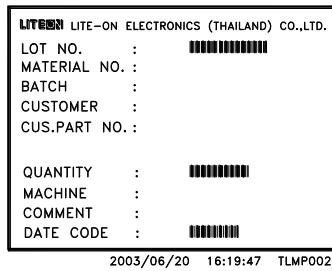 LITEON LITE-ON ELECTRONICS (THAILAND) CO.,LTD.
LOT NO. :
MATERIAL NO. :
BATCH :
CUSTOMER :
CUS.PART NO. :
QUANTITY :
MACHINE :
COMMENT :
DATE CODE :
2003/06/20 16:19:47 TLMP002